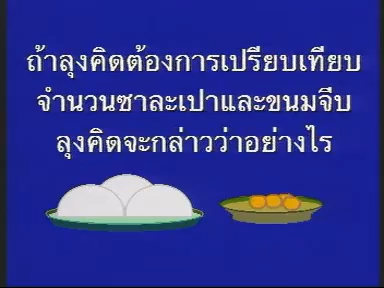 ถ้าลุงคิดต้องการเปรียบเทียบ
จำนวนซาละเปาและขนมจีบ
ลุงคิดจะกล่าวว่าอย่างไร